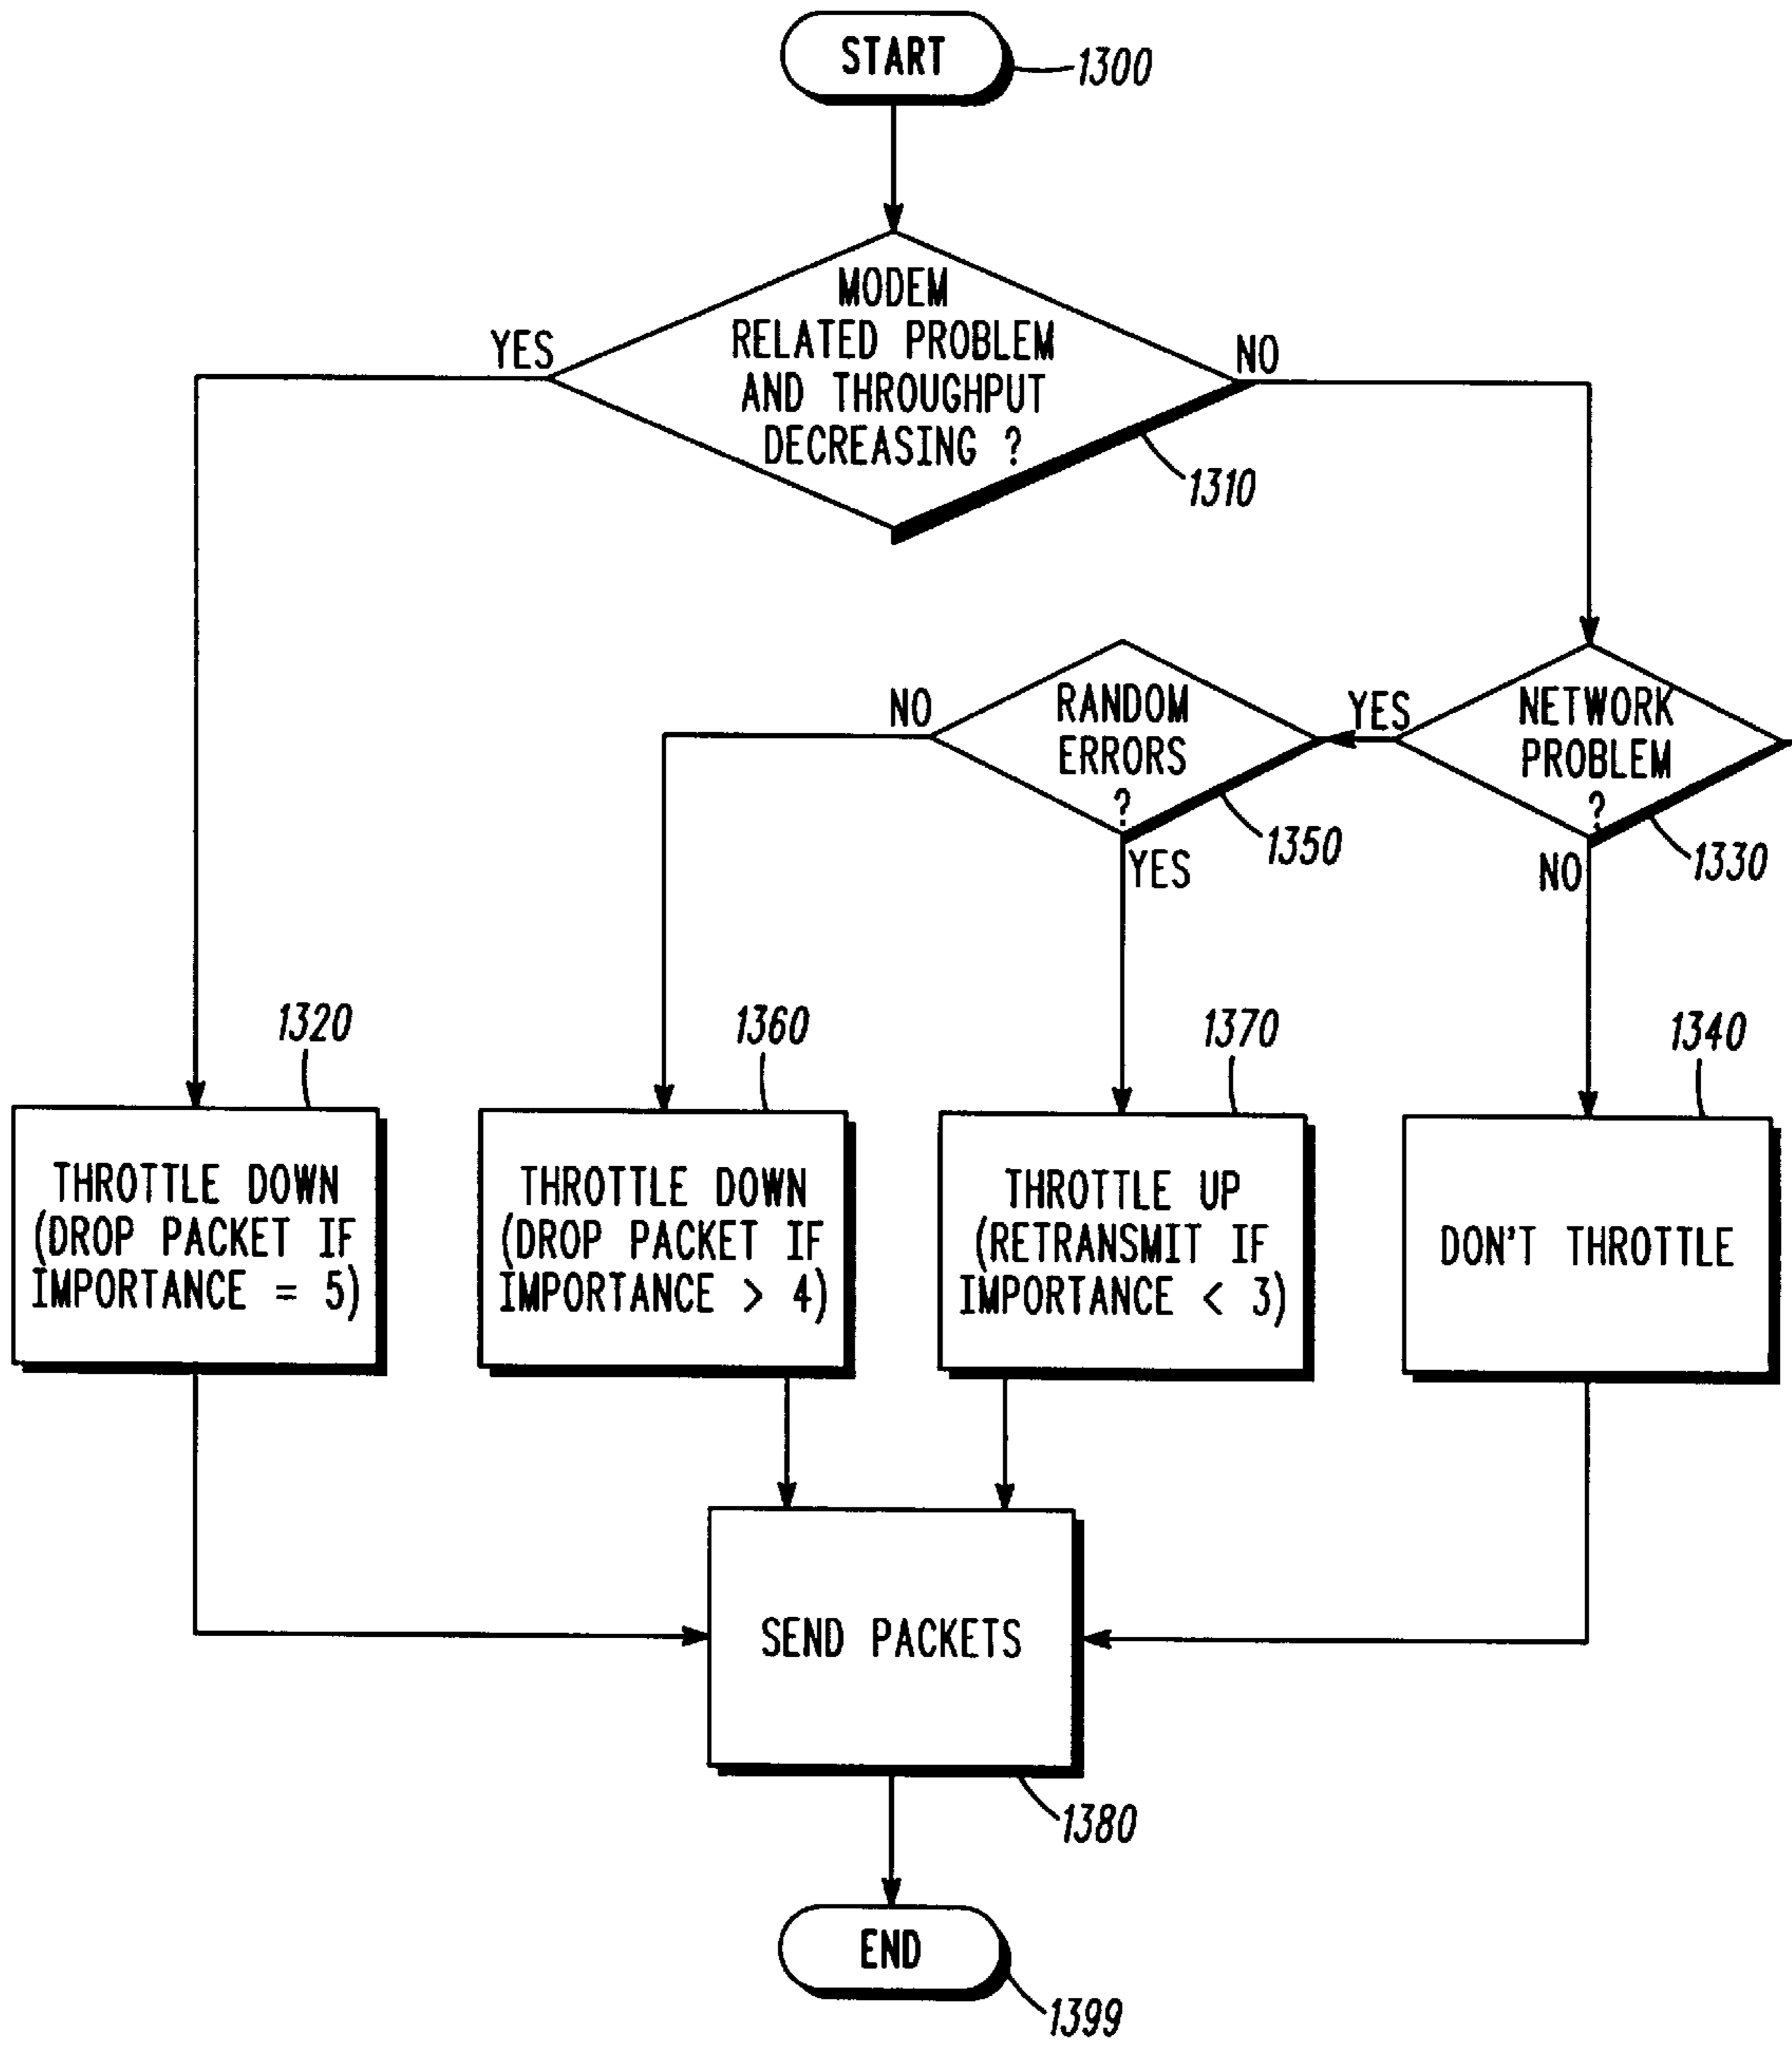 START
1300
MODEM
RELATED PROBLEM
AND THROUGHPUT
DECREASING ?
YES
NO
1310
RANDOM
ERRORS
?
NO
YES
1350
NETWORK
PROBLEM
?
YES
NO
1330
1320
1360
1370
1340
THROTTLE DOWN
(DROP PACKET IF
IMPORTANCE = 5)
THROTTLE DOWN
(DROP PACKET IF
IMPORTANCE > 4)
THROTTLE UP
(RETRANSMIT IF
IMPORTANCE < 3)
DON'T THROTTLE
SEND PACKETS
1380
END
1399